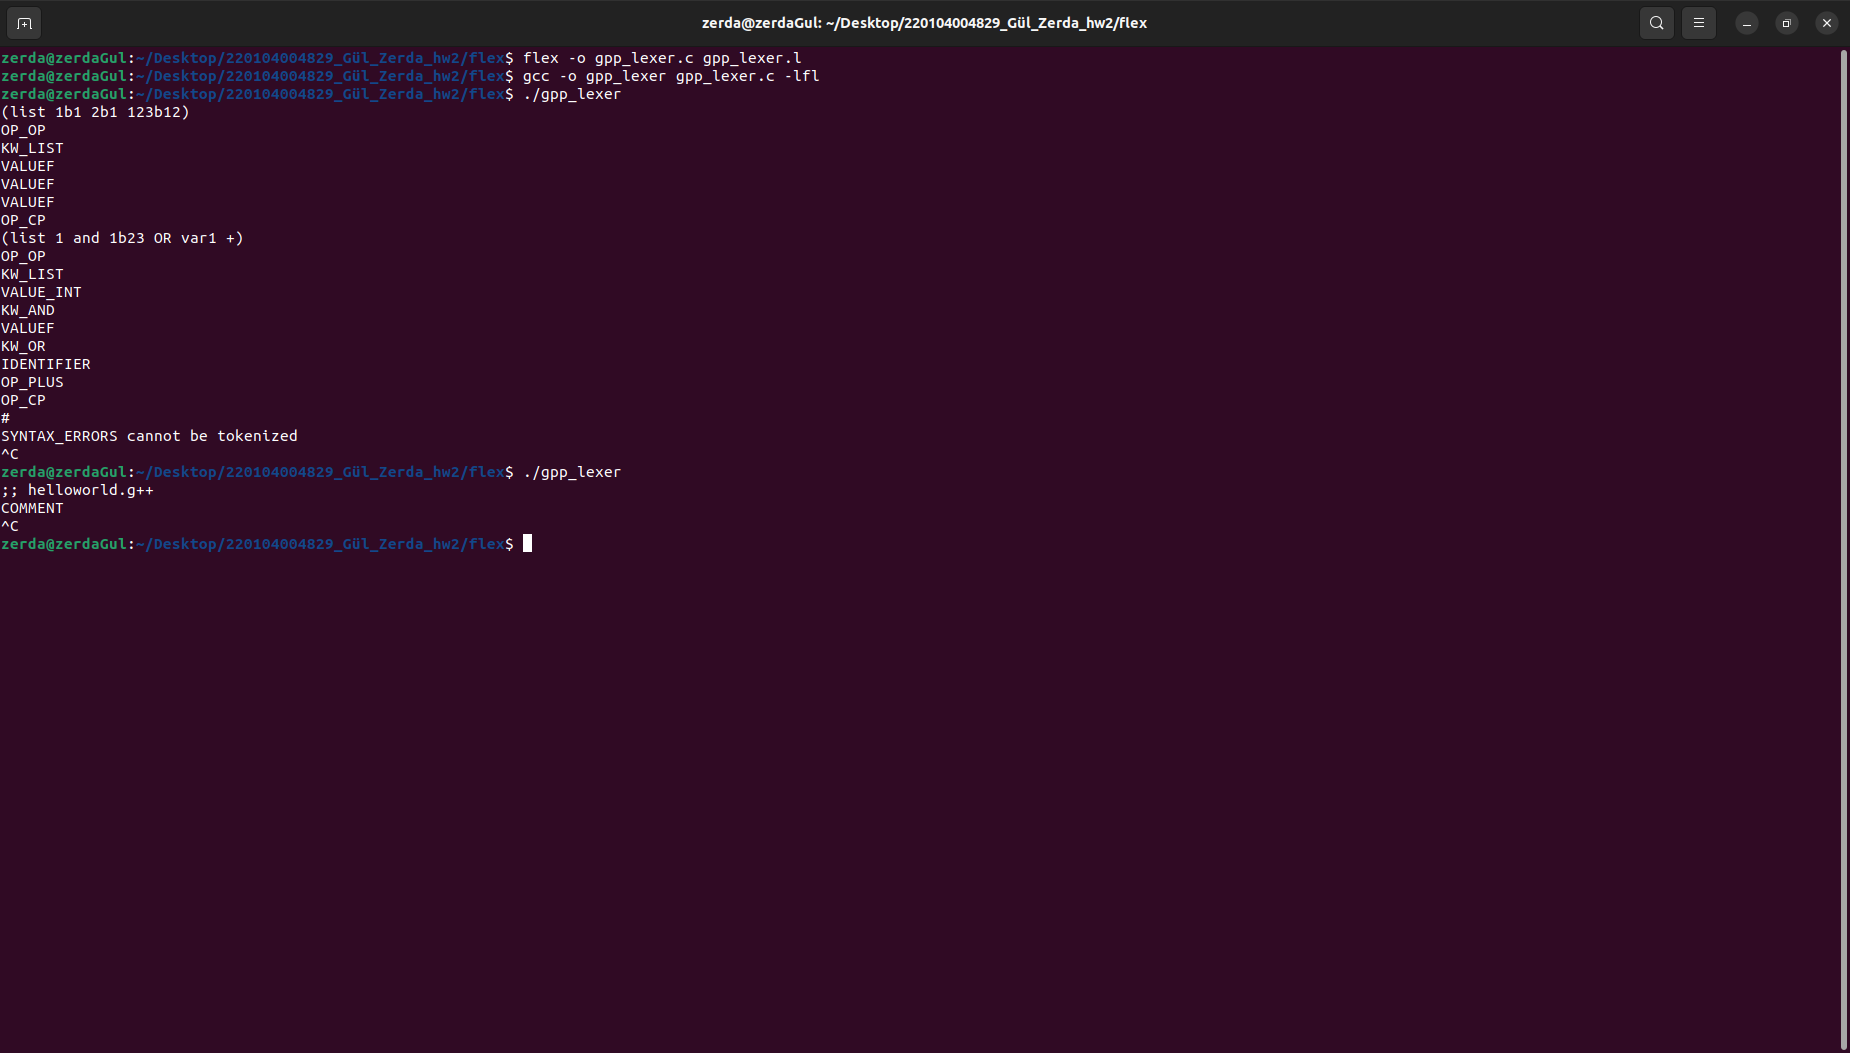 zerda@zerdaGul: ~/Desktop/220104004829_Gül_Zerda_hw2/flex
zerda@zerdaGul:~/Desktop/220104004829_Gül_Zerda_hw2/flex$ flex -o gpp_lexer.c gpp_lexer.l
zerda@zerdaGul:~/Desktop/220104004829_Gül_Zerda_hw2/flex$ gcc -o gpp_lexer gpp_lexer.c -lfl
zerda@zerdaGul:~/Desktop/220104004829_Gül_Zerda_hw2/flex$ ./gpp_lexer
(list 1b1 2b1 123b12)
OP_OP
KW_LIST
VALUEF
VALUEF
VALUEF
OP_CP
(list 1 and 1b23 OR var1 +)
OP_OP
KW_LIST
VALUE_INT
KW_AND
VALUEF
KW_OR
IDENTIFIER
OP_PLUS
OP_CP
#
SYNTAX_ERRORS cannot be tokenized
^C
zerda@zerdaGul:~/Desktop/220104004829_Gül_Zerda_hw2/flex$ ./gpp_lexer
;; helloworld.g++
COMMENT
^C
zerda@zerdaGul:~/Desktop/220104004829_Gül_Zerda_hw2/flex$